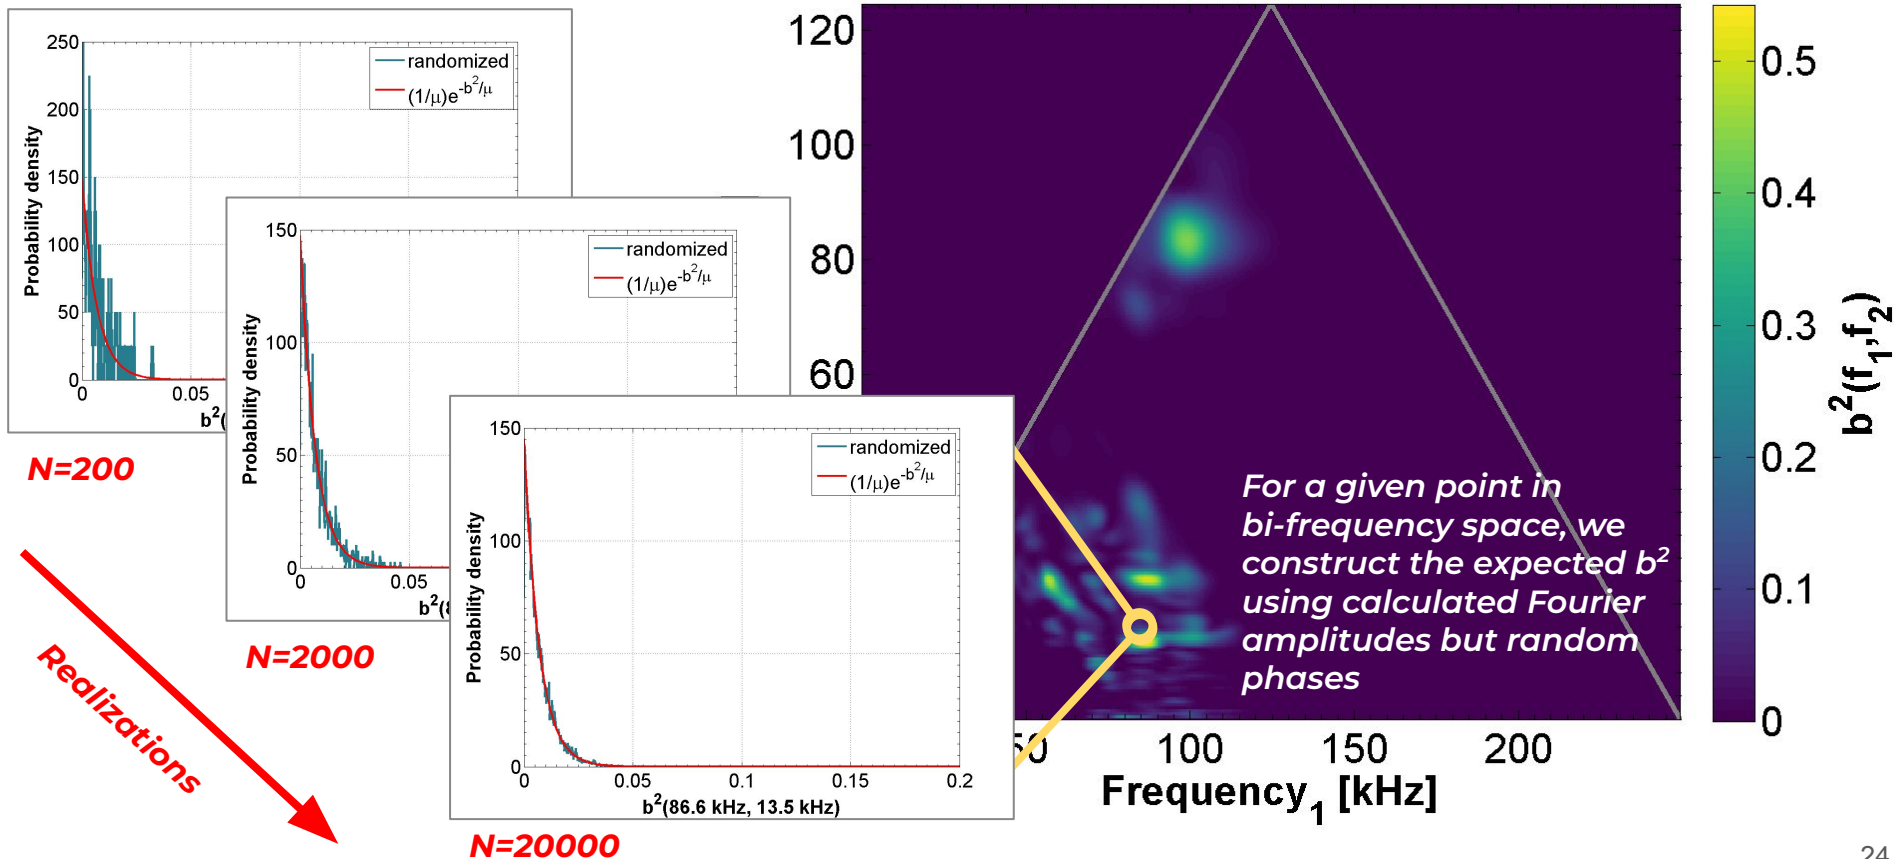 250
200
150
100
50
0
0
0.05
Probability density
b²(
randomized
(1/μ)e^-b²/μ
N=200
150
100
50
0
0
0.05
Probability density
b²(8
randomized
(1/μ)e^-b²/μ
N=2000
150
100
50
0
0
0.05
0.1
0.15
0.2
Probability density
b²(86.6 kHz, 13.5 kHz)
randomized
(1/μ)e^-b²/μ
N=20000
Realizations
120
100
80
60
50
100
150
200
Frequency₁ [kHz]
For a given point in
bi-frequency space, we
construct the expected b²
using calculated Fourier
amplitudes but random
phases
0.5
0.4
0.3
0.2
0.1
0
b²(f₁,f₂)
24